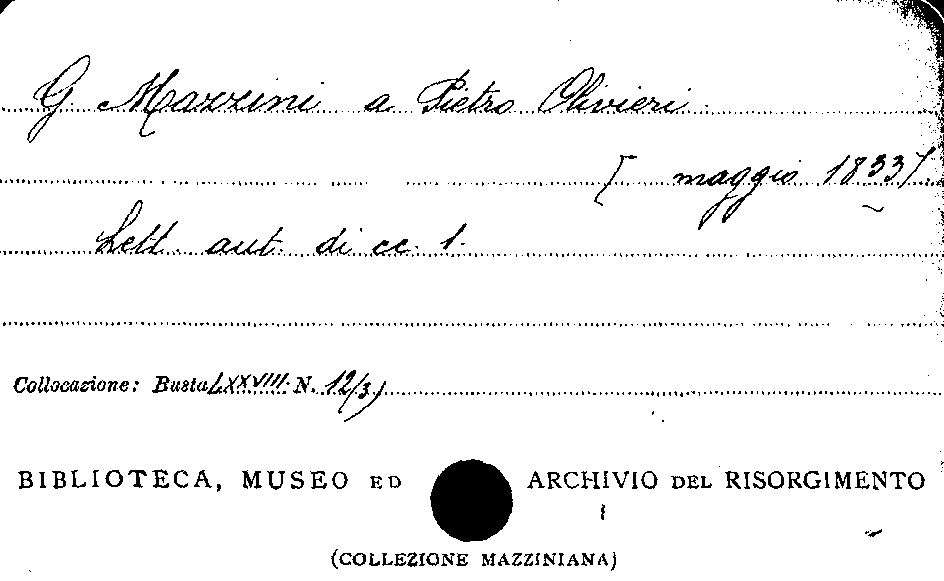 G. Mazzini a Pietro Olivieri.
[ maggio 1833].
Lett. aut. di cc. 1.
Collocazione: Busta LXXVIII. N. 12/3)
BIBLIOTECA, MUSEO ED ARCHIVIO DEL RISORGIMENTO
(COLLEZIONE MAZZINIANA)